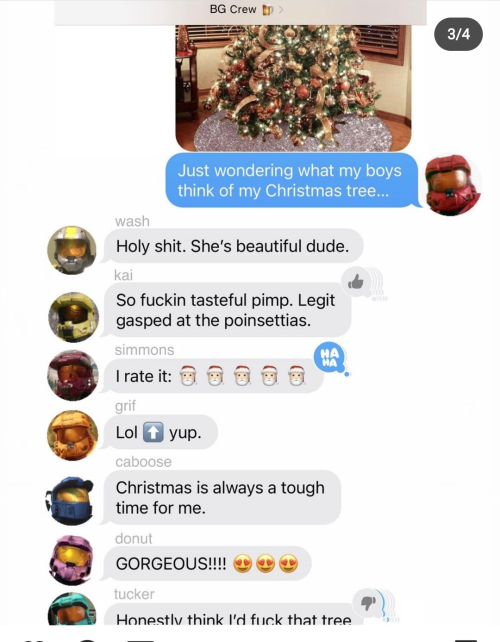 BG Crew 🍺 >
3/4
Just wondering what my boys
think of my Christmas tree...
wash
Holy shit. She's beautiful dude.
kai
So fuckin tasteful pimp. Legit
gasped at the poinsettias.
simmons
HA
HA
I rate it: 🎅🏻 🎅🏻 🎅🏻 🎅🏻 🎅🏻
grif
Lol ⬆️ yup.
caboose
Christmas is always a tough
time for me.
donut
GORGEOUS!!!! 😍 😍 😍
tucker
Honestly think I'd fuck that tree